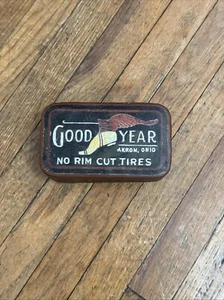 GOOD YEAR
AKRON, OHIO
NO RIM CUT TIRES